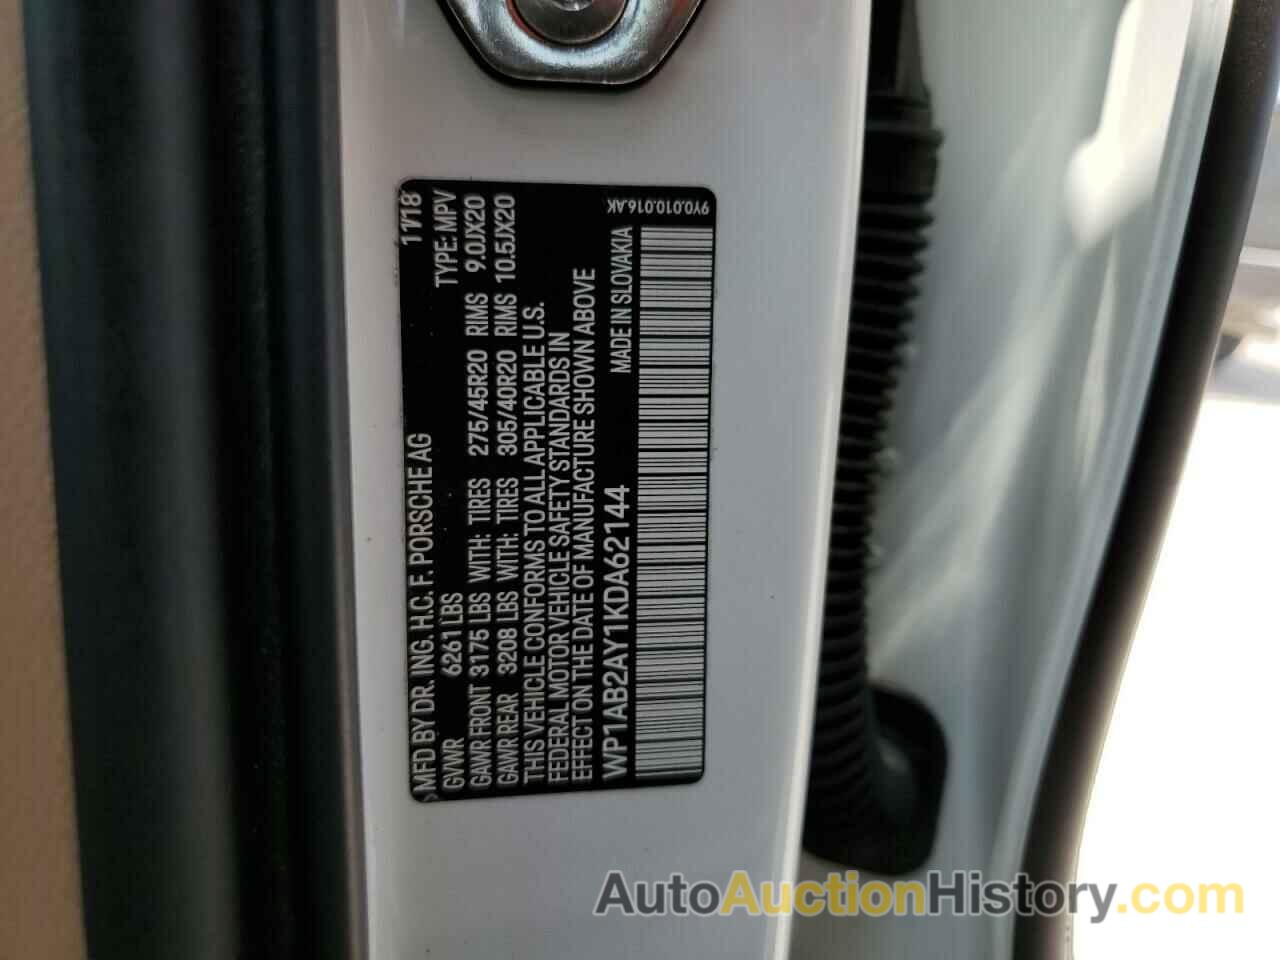 MFD BY DR. ING. H.C. F. PORSCHE AG 11/18
GVWR 6261 LBS TYPE: MPV
GAWR FRONT 3175 LBS WITH: TIRES 275/45R20 RIMS 9.0JX20
GAWR REAR 3208 LBS WITH: TIRES 305/40R20 RIMS 10.5JX20
THIS VEHICLE CONFORMS TO ALL APPLICABLE U.S.
FEDERAL MOTOR VEHICLE SAFETY STANDARDS IN
EFFECT ON THE DATE OF MANUFACTURE SHOWN ABOVE
WP1AB2AY1KDA62144 MADE IN SLOVAKIA
9Y0.010.016.AK
AutoAuctionHistory.com